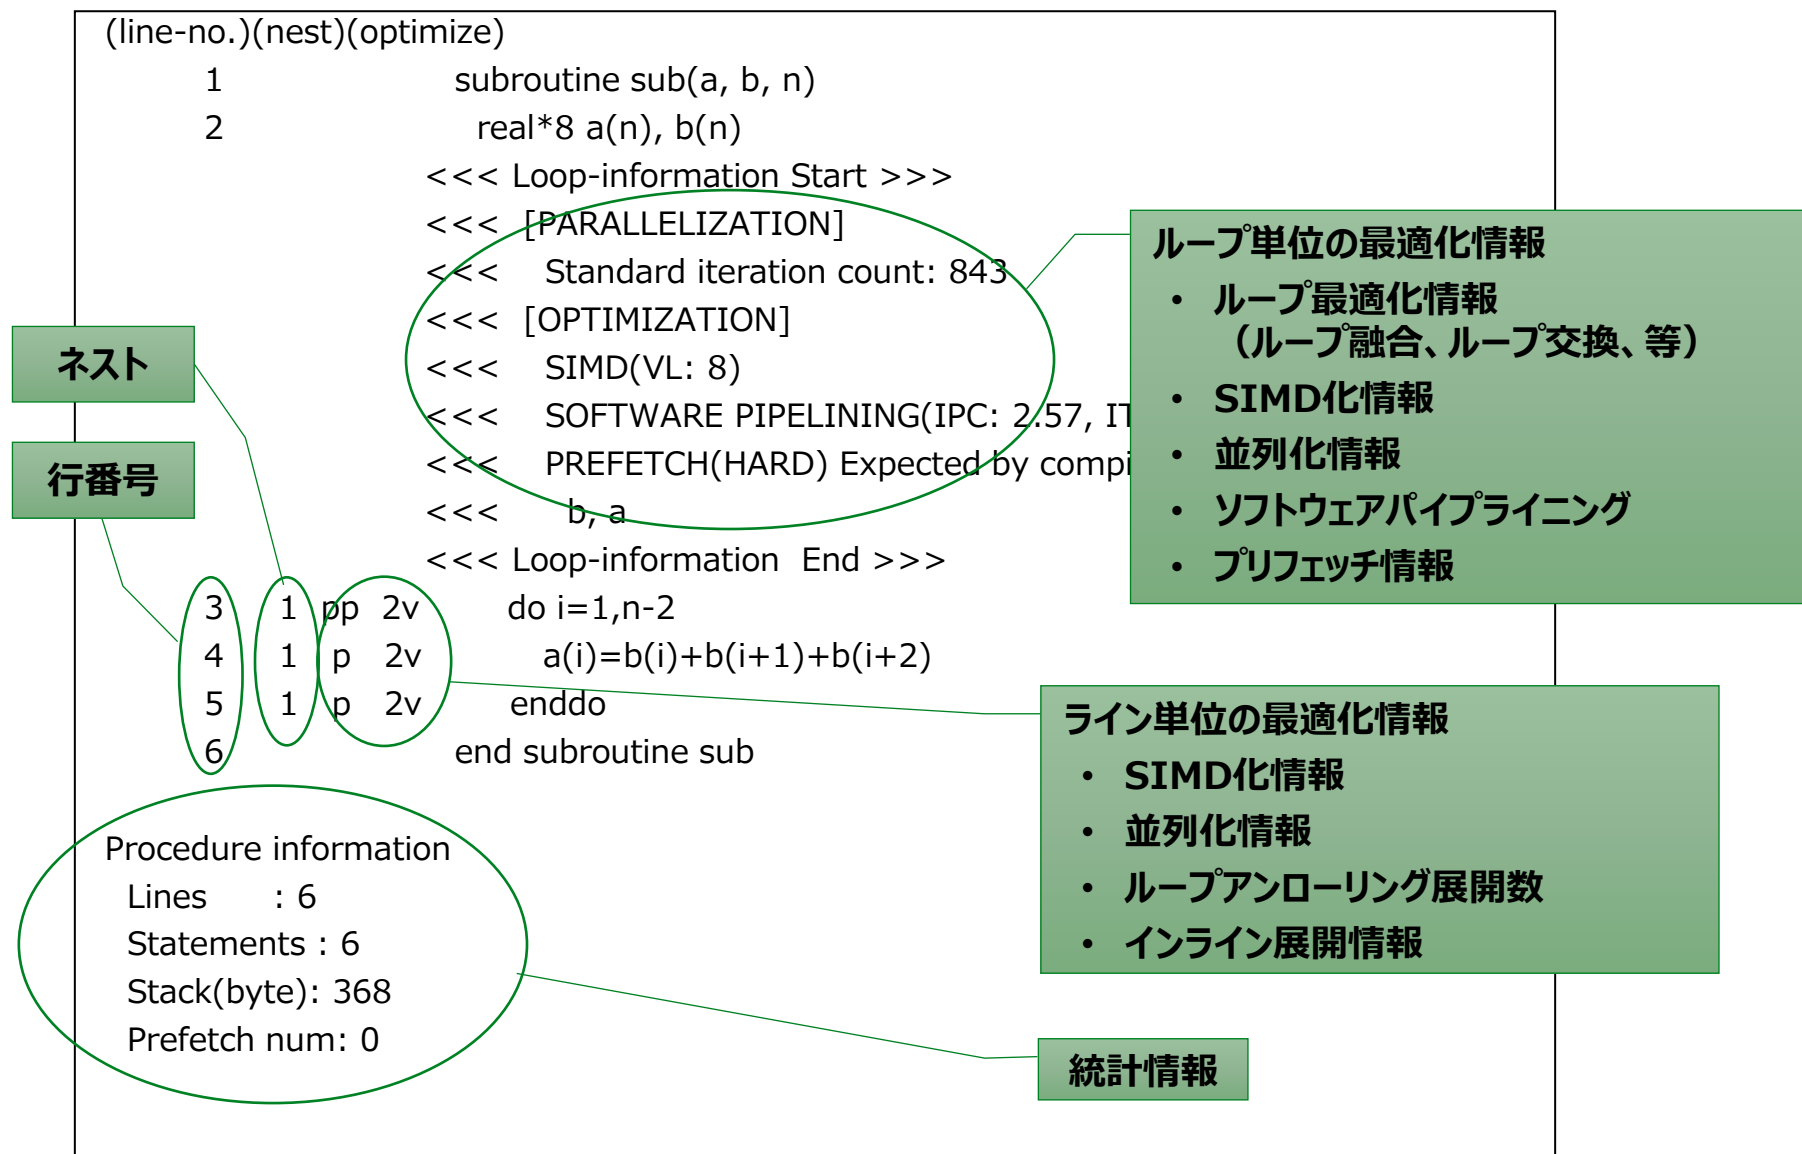 (line-no.)(nest)(optimize)
1 subroutine sub(a, b, n)
2 real*8 a(n), b(n)
<<< Loop-information Start >>>
<<< [PARALLELIZATION]
<<< Standard iteration count: 843
<<< [OPTIMIZATION]
<<< SIMD(VL: 8)
<<< SOFTWARE PIPELINING(IPC: 2.57,
<<< PREFETCH(HARD) Expected by
<<< b, a
<<< Loop-information End >>>
3 1 pp 2v do i=1,n-2
4 1 p 2v a(i)=b(i)+b(i+1)+b(i+2)
5 1 p 2v enddo
6 end subroutine sub
Procedure information
Lines : 6
Statements : 6
Stack(byte): 368
Prefetch num: 0
ネスト
行番号
ループ単位の最適化情報
• ループ最適化情報
（ループ融合、ループ交換、等）
• SIMD化情報
• 並列化情報
• ソフトウェアパイプライニング
• プリフェッチ情報
ライン単位の最適化情報
• SIMD化情報
• 並列化情報
• ループアンローリング展開数
• インライン展開情報
統計情報